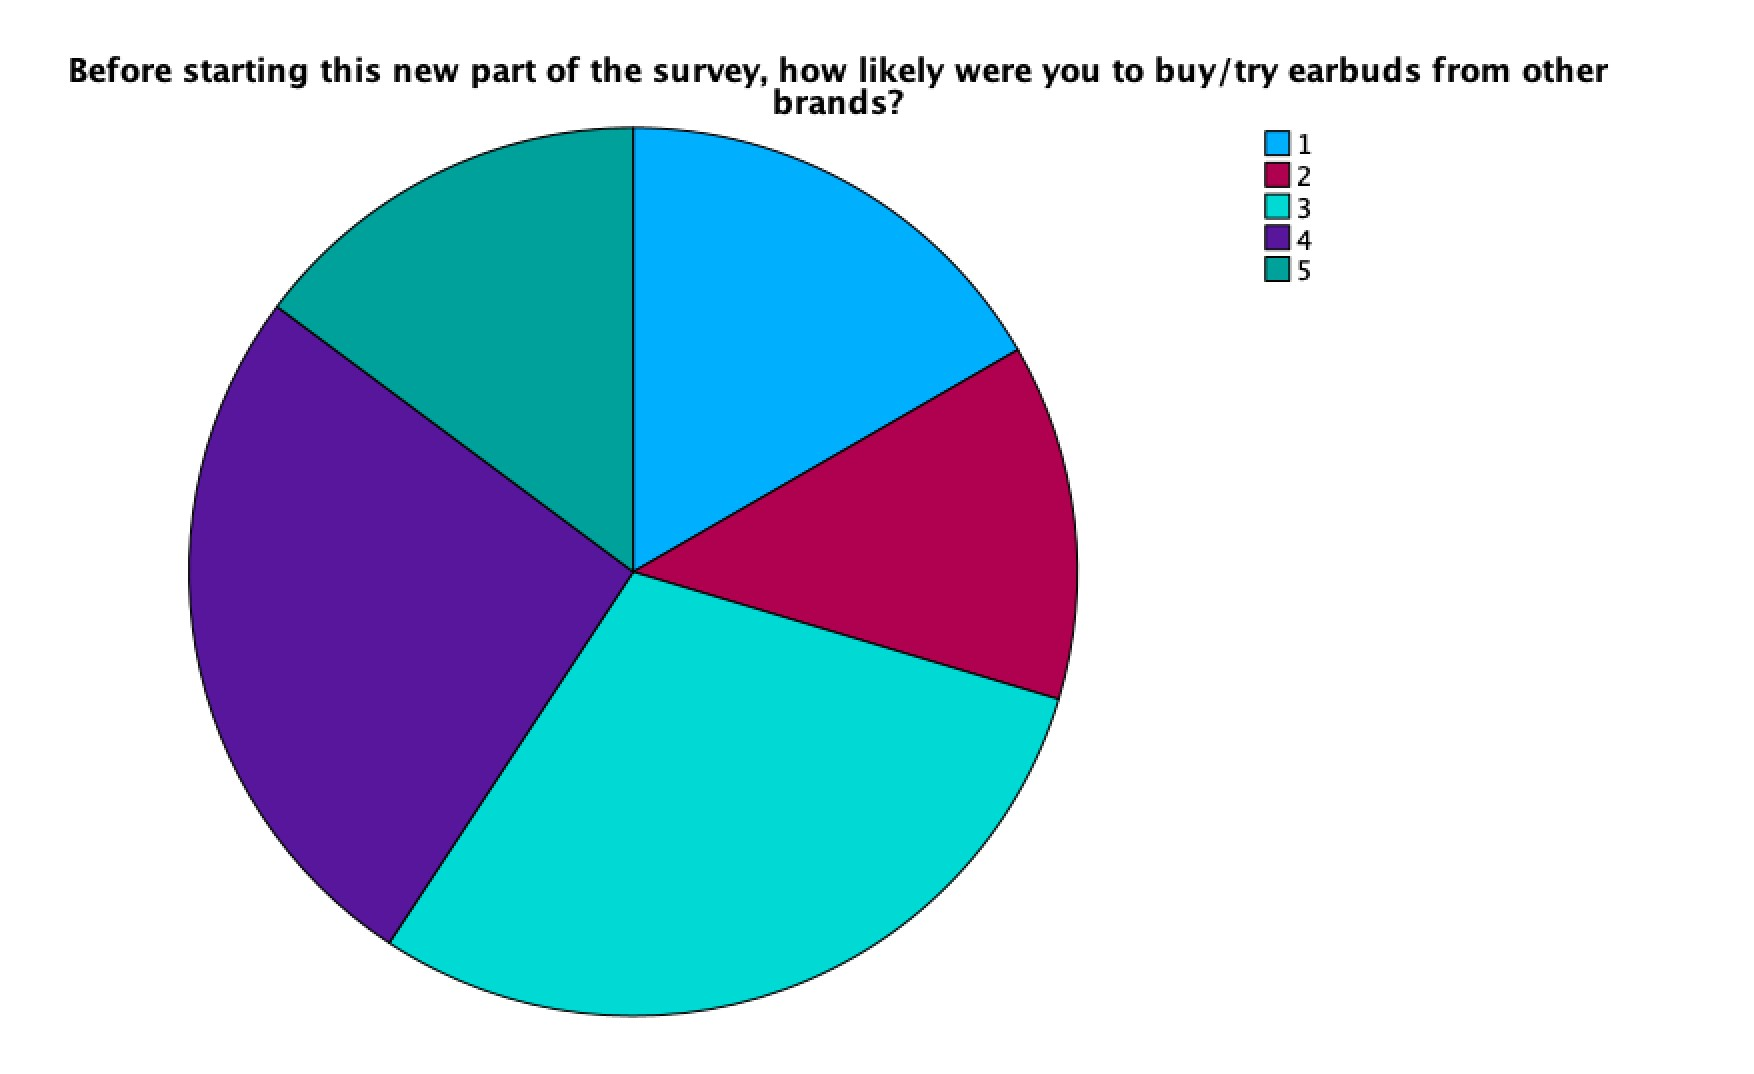 Before starting this new part of the survey, how likely were you to buy/try earbuds from other
brands?
1
2
3
4
5